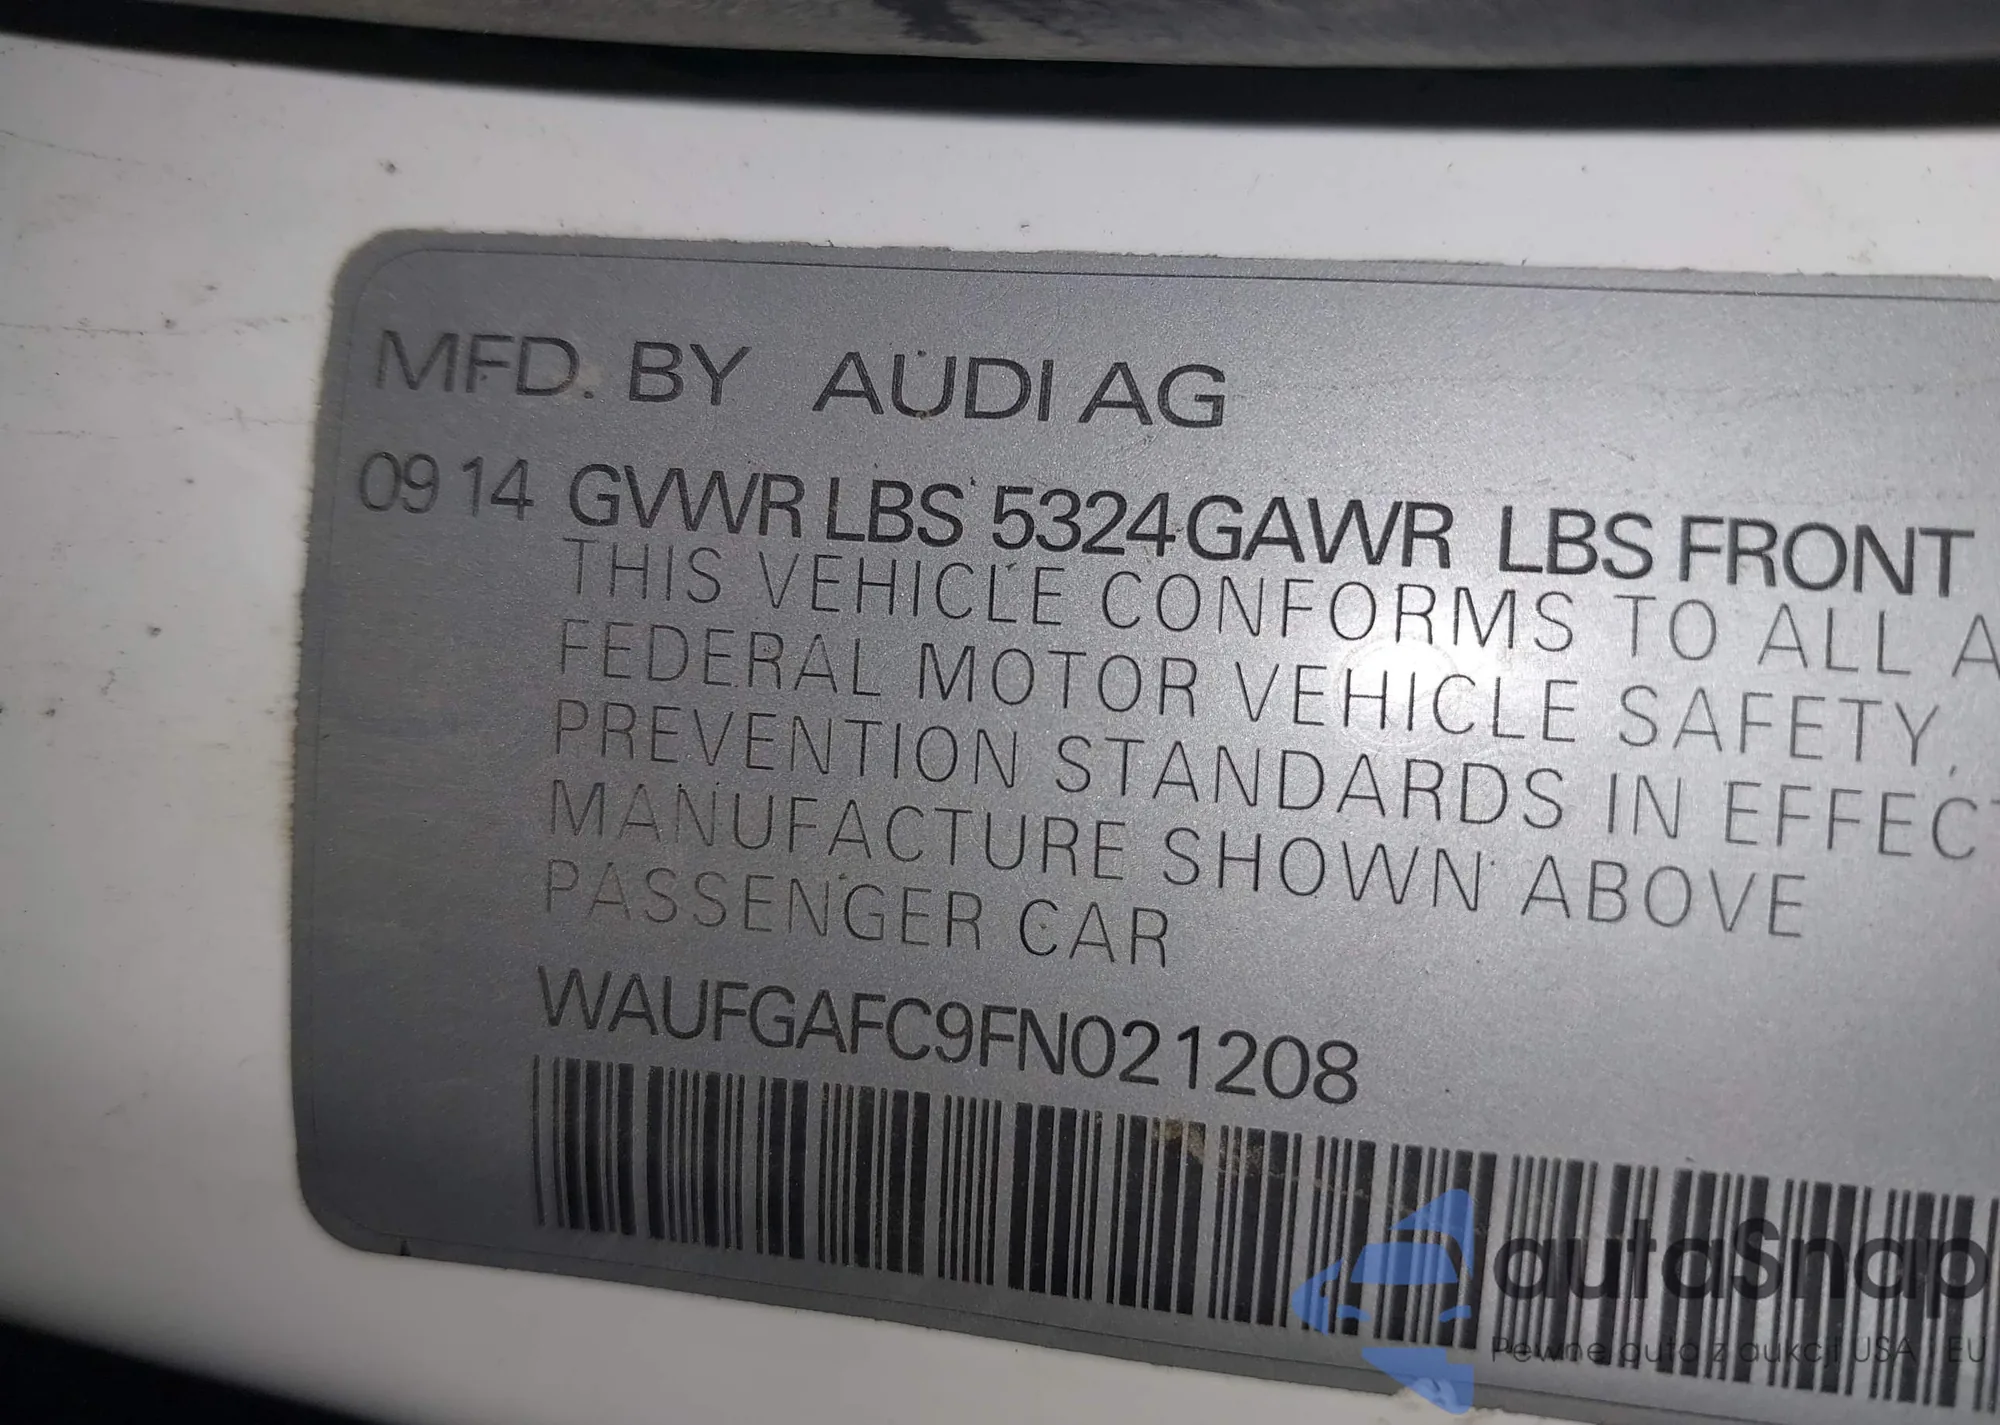 MFD. BY AUDI AG
09 14 GVWR LBS 5324 GAWR LBS FRONT
THIS VEHICLE CONFORMS TO ALL A
FEDERAL MOTOR VEHICLE SAFETY,
PREVENTION STANDARDS IN EFFECT
MANUFACTURE SHOWN ABOVE
PASSENGER CAR
WAUFGAFC9FN021208
autaSnap
Pewne auta z aukcji USA i EU